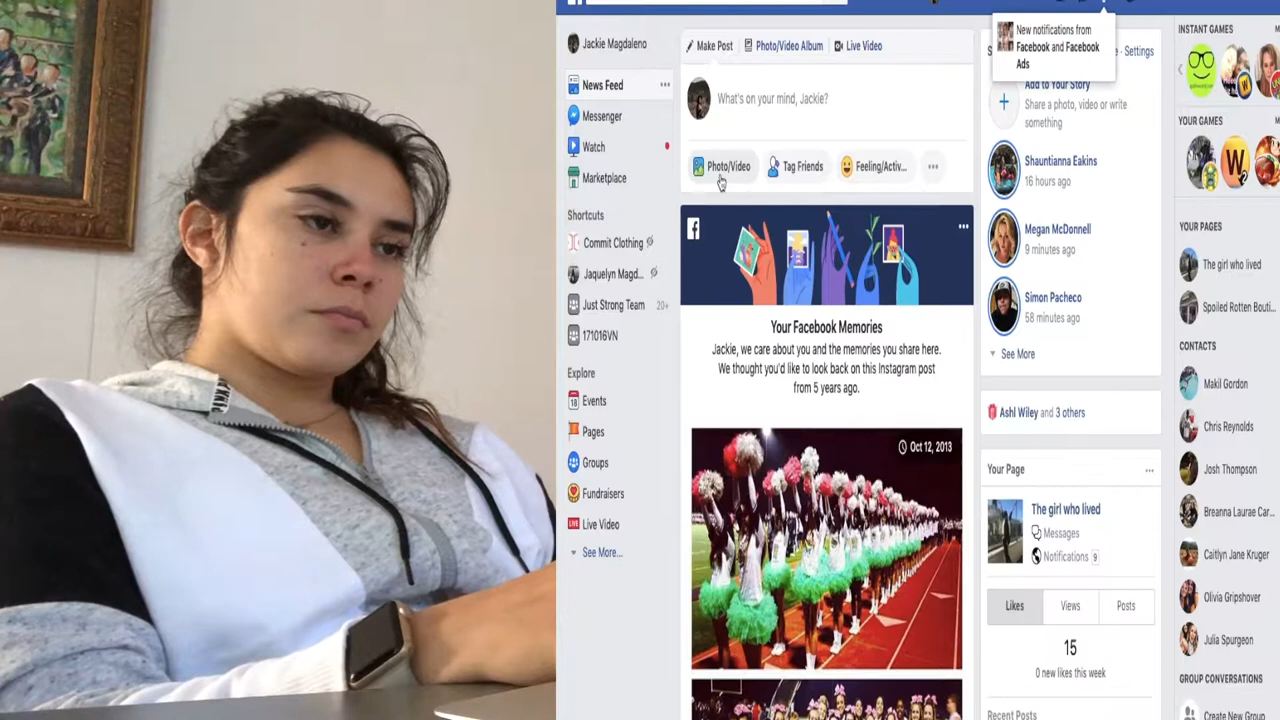 Jackie Magdaleno
News Feed
Messenger
Watch
Marketplace
Shortcuts
Commit Clothing
Jaquelyn Magd...
Just Strong Team 20+
171016VN
Explore
18 Events
Pages
Groups
Fundraisers
LIVE Live Video
See More...
Make Post
Photo/Video Album
Live Video
What's on your mind, Jackie?
Photo/Video
Tag Friends
Feeling/Activ...
Your Facebook Memories
Jackie, we care about you and the memories you share here.
We thought you'd like to look back on this Instagram post
from 5 years ago.
Oct 12, 2013
New notifications from
Facebook and Facebook
Ads
· Settings
Add to Your Story
Share a photo, video or write
something
Shauntianna Eakins
16 hours ago
Megan McDonnell
9 minutes ago
Simon Pacheco
58 minutes ago
See More
Ashl Wiley and 3 others
Your Page
The girl who lived
Messages
Notifications 9
Likes
Views
Posts
15
0 new likes this week
Recent Posts
INSTANT GAMES
YOUR GAMES
YOUR PAGES
The girl who lived
Spoiled Rotten Bouti...
CONTACTS
Makil Gordon
Chris Reynolds
Josh Thompson
Breanna Laurae Car...
Caitlyn Jane Kruger
Olivia Gripshover
Julia Spurgeon
GROUP CONVERSATIONS
Create New Group